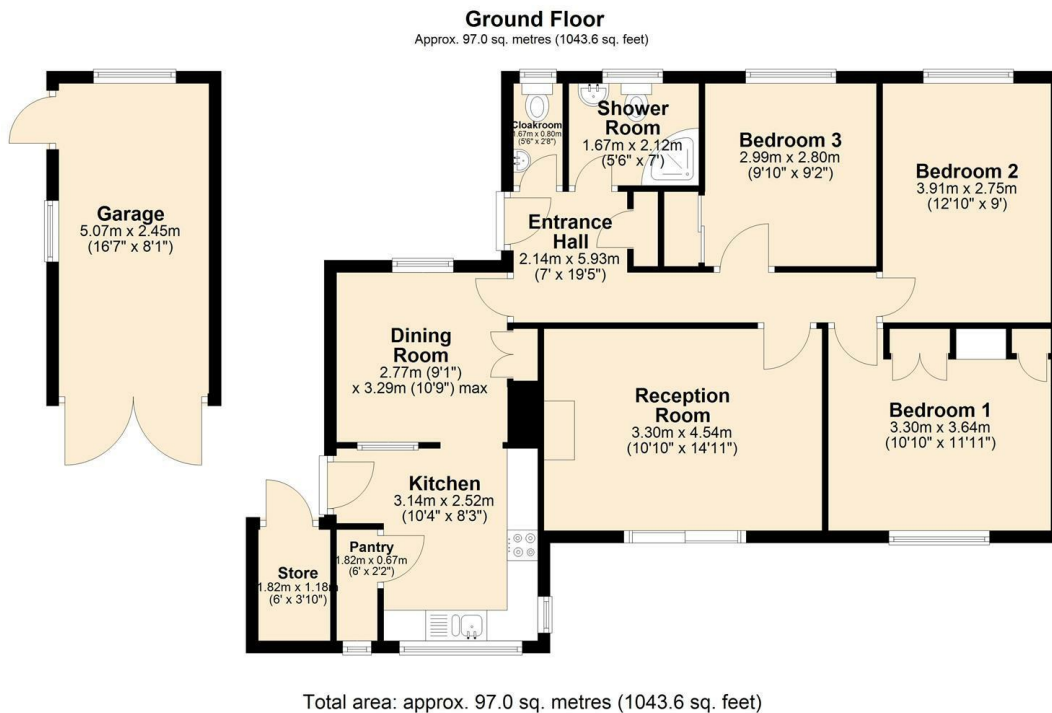 Ground Floor
Approx. 97.0 sq. metres (1043.6 sq. feet)
Garage
5.07m x 2.45m
(16'7" x 8'1")
Cloakroom
1.67m x 0.80m
(5'6" x 2'8")
Shower
Room
1.67m x 2.12m
(5'6" x 7')
Bedroom 3
2.99m x 2.80m
(9'10" x 9'2")
Bedroom 2
3.91m x 2.75m
(12'10" x 9')
Entrance
Hall
2.14m x 5.93m
(7' x 19'5")
Dining
Room
2.77m (9'1")
x 3.29m (10'9") max
Reception
Room
3.30m x 4.54m
(10'10" x 14'11")
Bedroom 1
3.30m x 3.64m
(10'10" x 11'11")
Kitchen
3.14m x 2.52m
(10'4" x 8'3")
Pantry
1.82m x 0.67m
(6' x 2'2")
Store
1.82m x 1.18m
(6' x 3'10")
Total area: approx. 97.0 sq. metres (1043.6 sq. feet)